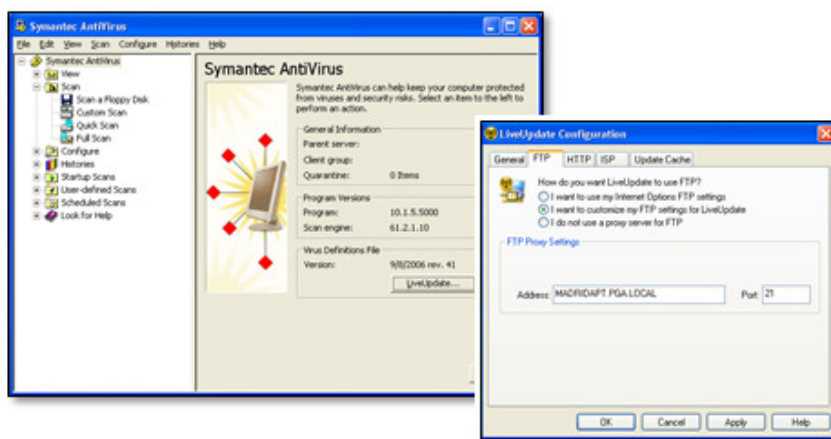 Symantec AntiVirus
File Edit View Scan Configure Histories Help
Symantec AntiVirus
View
Scan
Scan a Floppy Disk
Custom Scan
Quick Scan
Full Scan
Configure
Histories
Startup Scans
User-defined Scans
Scheduled Scans
Look for Help
Symantec AntiVirus
Symantec AntiVirus can help keep your computer protected
from viruses and security risks. Select an item to the left to
perform an action.
General Information
Parent server:
Client group:
Quarantine: 0 Items
Program Versions
Program: 10.1.5.5000
Scan engine: 61.2.1.10
Virus Definitions File
Version: 9/8/2006 rev. 41
LiveUpdate...
LiveUpdate Configuration
General FTP HTTP ISP Update Cache
How do you want LiveUpdate to use FTP?
I want to use my Internet Options FTP settings
I want to customize my FTP settings for LiveUpdate
I do not use a proxy server for FTP
FTP Proxy Settings
Address: MADRIDAPT.PGA.LOCAL Port: 21
OK Cancel Apply Help